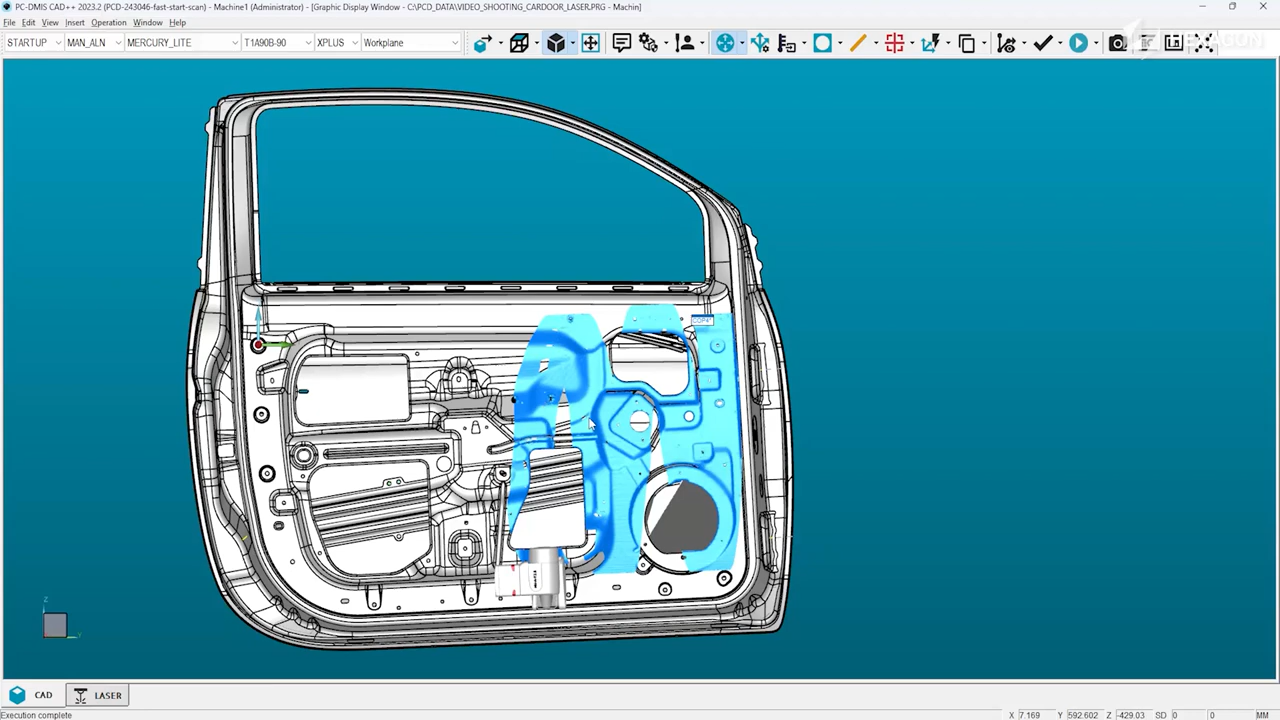 PC-DMIS CAD++ 2023.2 (PCD-243046-fast-start-scan) - Machine1 (Administrator) - [Graphic Display Window - C:\PCD_DATA\VIDEO_SHOOTING_CARDOOR_LASER.PRG - Machin]
File Edit View Insert Operation Window Help
STARTUP MAN_ALN MERCURY_LITE T1A90B-90 XPLUS Workplane
HEXAGON
Z
Y
CAD LASER
Execution complete X 7.169 Y 592.602 Z -429.03 SD 0 0 MM